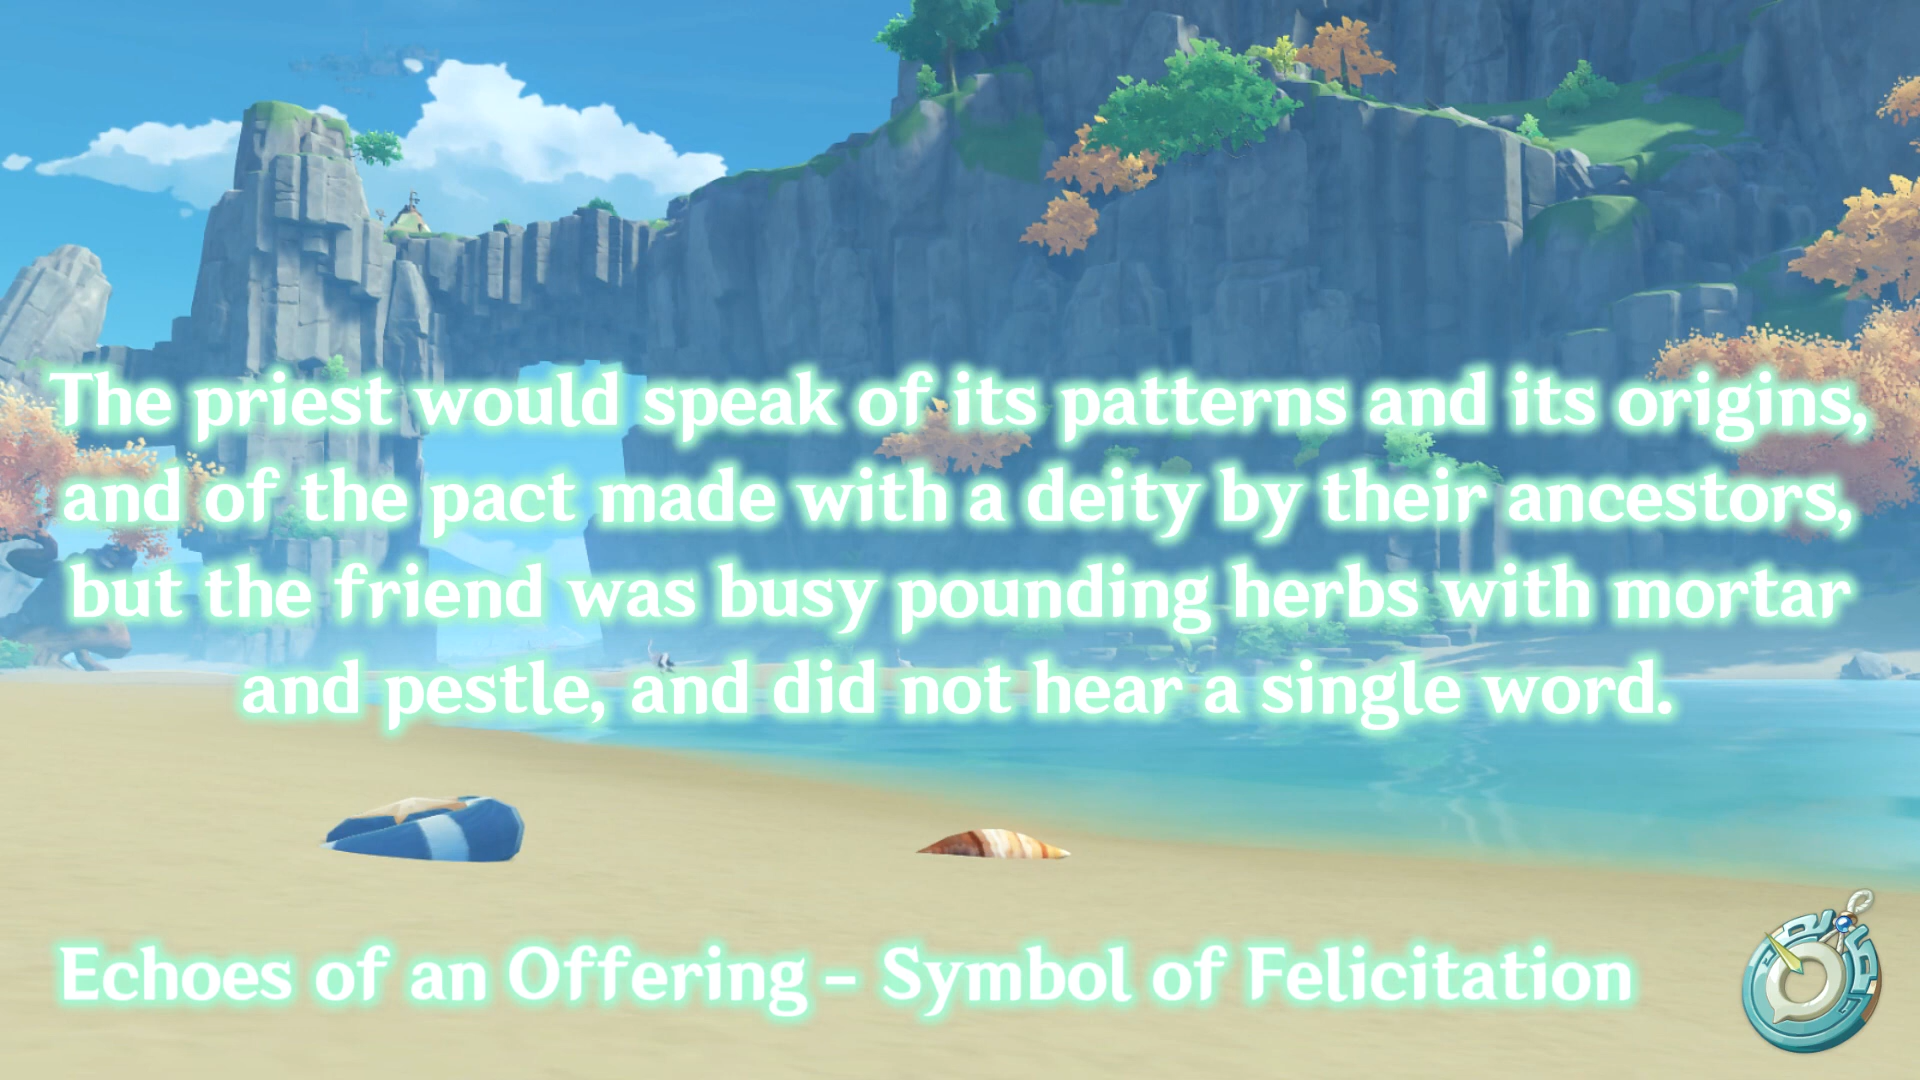 The priest would speak of its patterns and its origins,
and of the pact made with a deity by their ancestors,
but the friend was busy pounding herbs with mortar
and pestle, and did not hear a single word.
Echoes of an Offering – Symbol of Felicitation